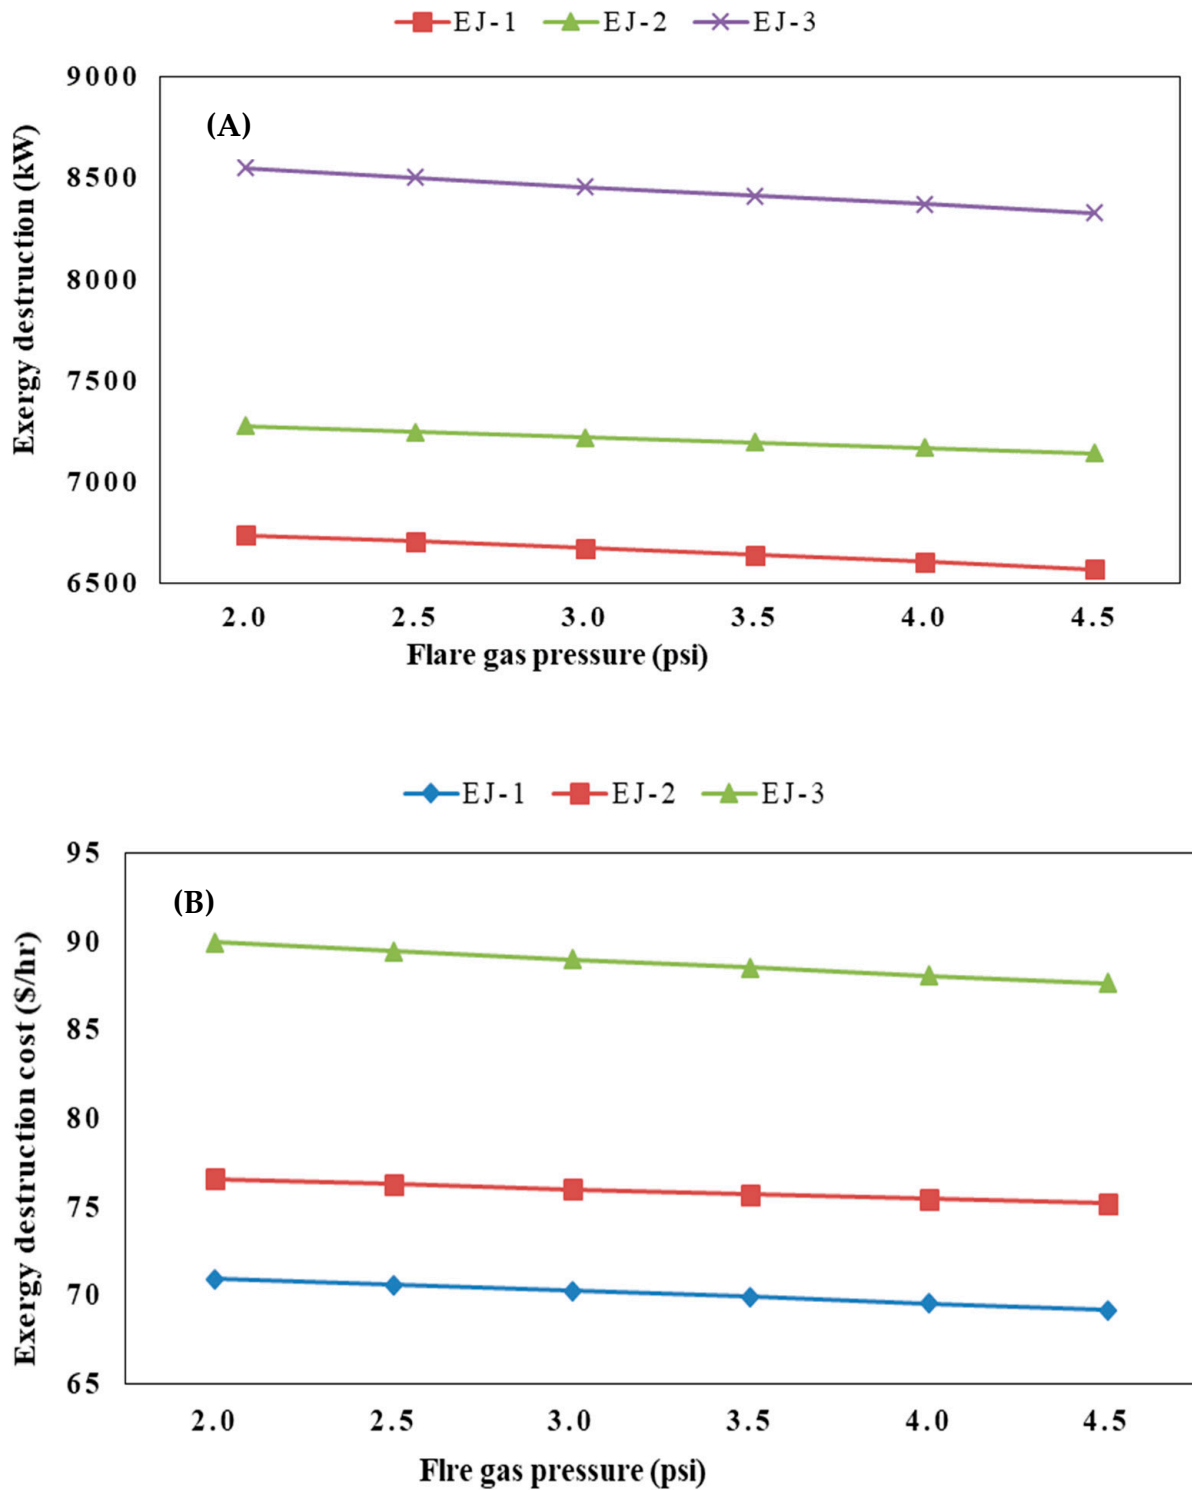 EJ-1 EJ-2 EJ-3
(A)
Exergy destruction (kW)
9000
8500
8000
7500
7000
6500
2.0 2.5 3.0 3.5 4.0 4.5
Flare gas pressure (psi)
EJ-1 EJ-2 EJ-3
(B)
Exergy destruction cost ($/hr)
95
90
85
80
75
70
65
2.0 2.5 3.0 3.5 4.0 4.5
Flre gas pressure (psi)